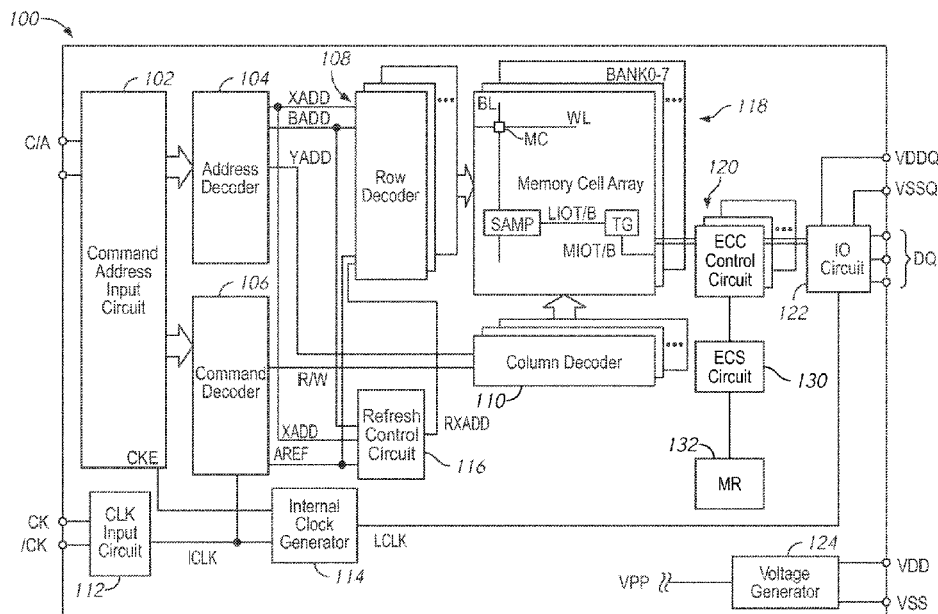 100
102
104
108
BANK0-7
XADD
BL
118
C/A
BADD
WL
MC
VDDQ
YADD
Address
Decoder
Row
Decoder
Memory Cell Array
120
VSSQ
SAMP
LIOT/B
TG
Command
Address
Input
Circuit
MIOT/B
ECC
Control
Circuit
IO
Circuit
DQ
106
122
Command
Decoder
R/W
Column Decoder
110
ECS
Circuit
130
XADD
Refresh
Control
Circuit
RXADD
AREF
116
132
MR
CKE
CK
/CK
CLK
Input
Circuit
Internal
Clock
Generator
ICLK
LCLK
112
114
124
VPP
Voltage
Generator
VDD
VSS